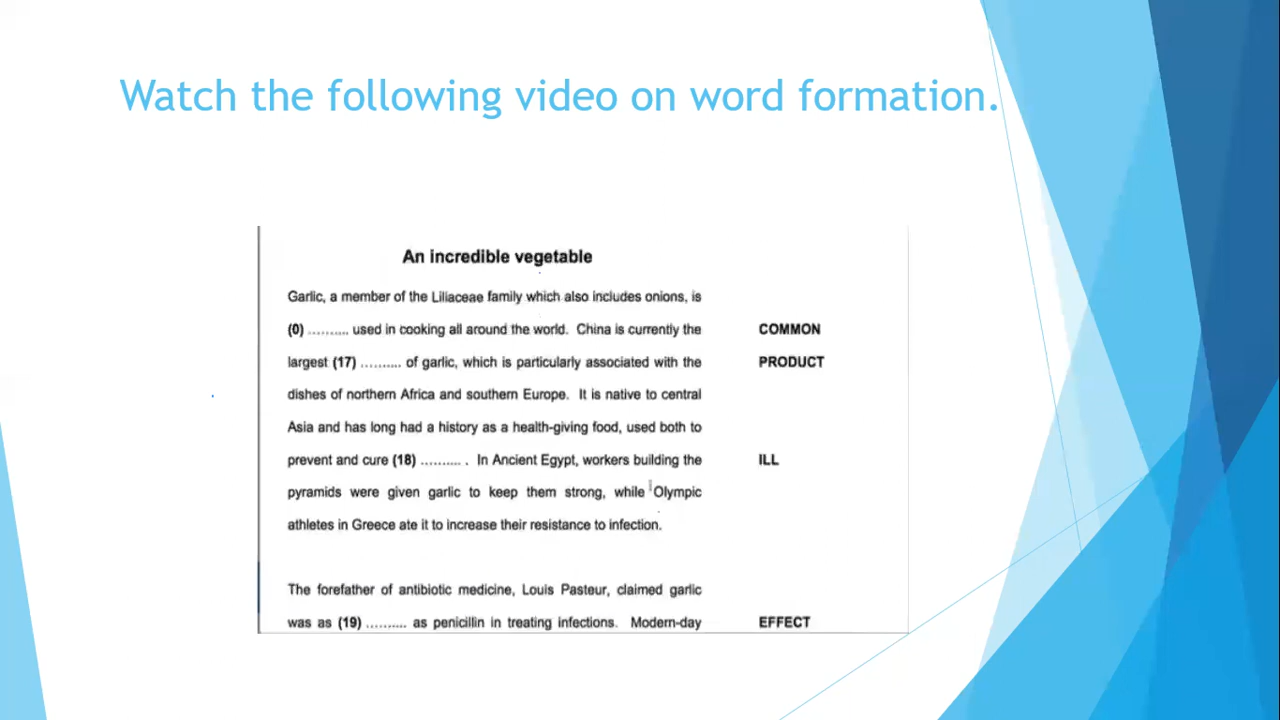 Watch the following video on word formation.
An incredible vegetable
Garlic, a member of the Liliaceae family which also includes onions, is
(0) .......... used in cooking all around the world. China is currently the COMMON
largest (17) .......... of garlic, which is particularly associated with the PRODUCT
dishes of northern Africa and southern Europe. It is native to central
Asia and has long had a history as a health-giving food, used both to
prevent and cure (18) .......... . In Ancient Egypt, workers building the ILL
pyramids were given garlic to keep them strong, while Olympic
athletes in Greece ate it to increase their resistance to infection.
The forefather of antibiotic medicine, Louis Pasteur, claimed garlic
was as (19) .......... as penicillin in treating infections. Modern-day EFFECT